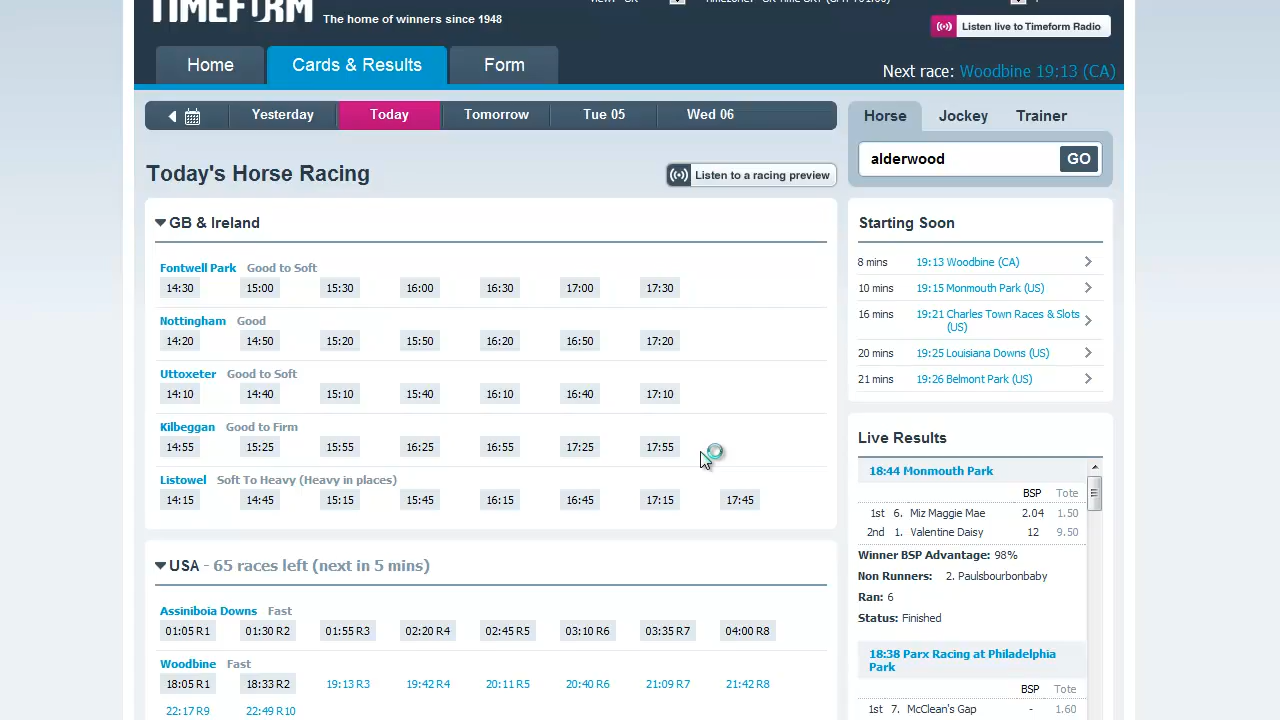 TIMEFORM The home of winners since 1948
Listen live to Timeform Radio
Home Cards & Results Form
Next race: Woodbine 19:13 (CA)
Yesterday Today Tomorrow Tue 05 Wed 06
Horse Jockey Trainer
alderwood GO
Today's Horse Racing
Listen to a racing preview
GB & Ireland
Fontwell Park Good to Soft
14:30 15:00 15:30 16:00 16:30 17:00 17:30
Nottingham Good
14:20 14:50 15:20 15:50 16:20 16:50 17:20
Uttoxeter Good to Soft
14:10 14:40 15:10 15:40 16:10 16:40 17:10
Kilbeggan Good to Firm
14:55 15:25 15:55 16:25 16:55 17:25 17:55
Listowel Soft To Heavy (Heavy in places)
14:15 14:45 15:15 15:45 16:15 16:45 17:15 17:45
USA - 65 races left (next in 5 mins)
Assiniboia Downs Fast
01:05 R1 01:30 R2 01:55 R3 02:20 R4 02:45 R5 03:10 R6 03:35 R7 04:00 R8
Woodbine Fast
18:05 R1 18:33 R2 19:13 R3 19:42 R4 20:11 R5 20:40 R6 21:09 R7 21:42 R8
22:17 R9 22:49 R10
Starting Soon
8 mins 19:13 Woodbine (CA)
10 mins 19:15 Monmouth Park (US)
16 mins 19:21 Charles Town Races & Slots
(US)
20 mins 19:25 Louisiana Downs (US)
21 mins 19:26 Belmont Park (US)
Live Results
18:44 Monmouth Park
BSP Tote
1st 6. Miz Maggie Mae 2.04 1.50
2nd 1. Valentine Daisy 12 9.50
Winner BSP Advantage: 98%
Non Runners: 2. Paulsbourbonbaby
Ran: 6
Status: Finished
18:38 Parx Racing at Philadelphia
Park
BSP Tote
1st 7. McClean's Gap - 1.60